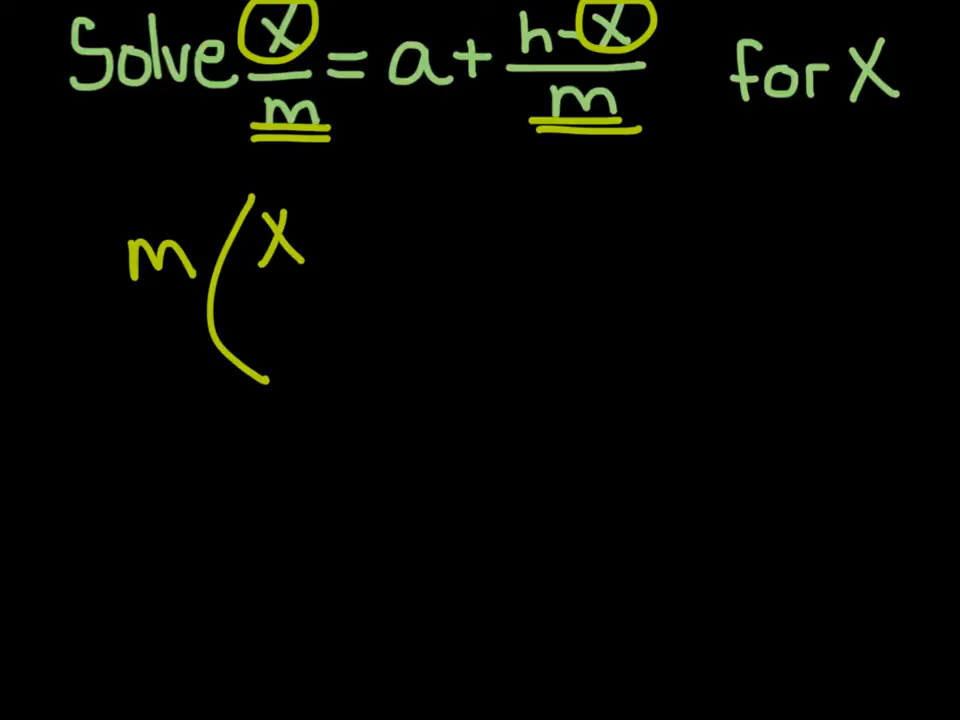 Solve x/m = a + h-x/m for x
m(x